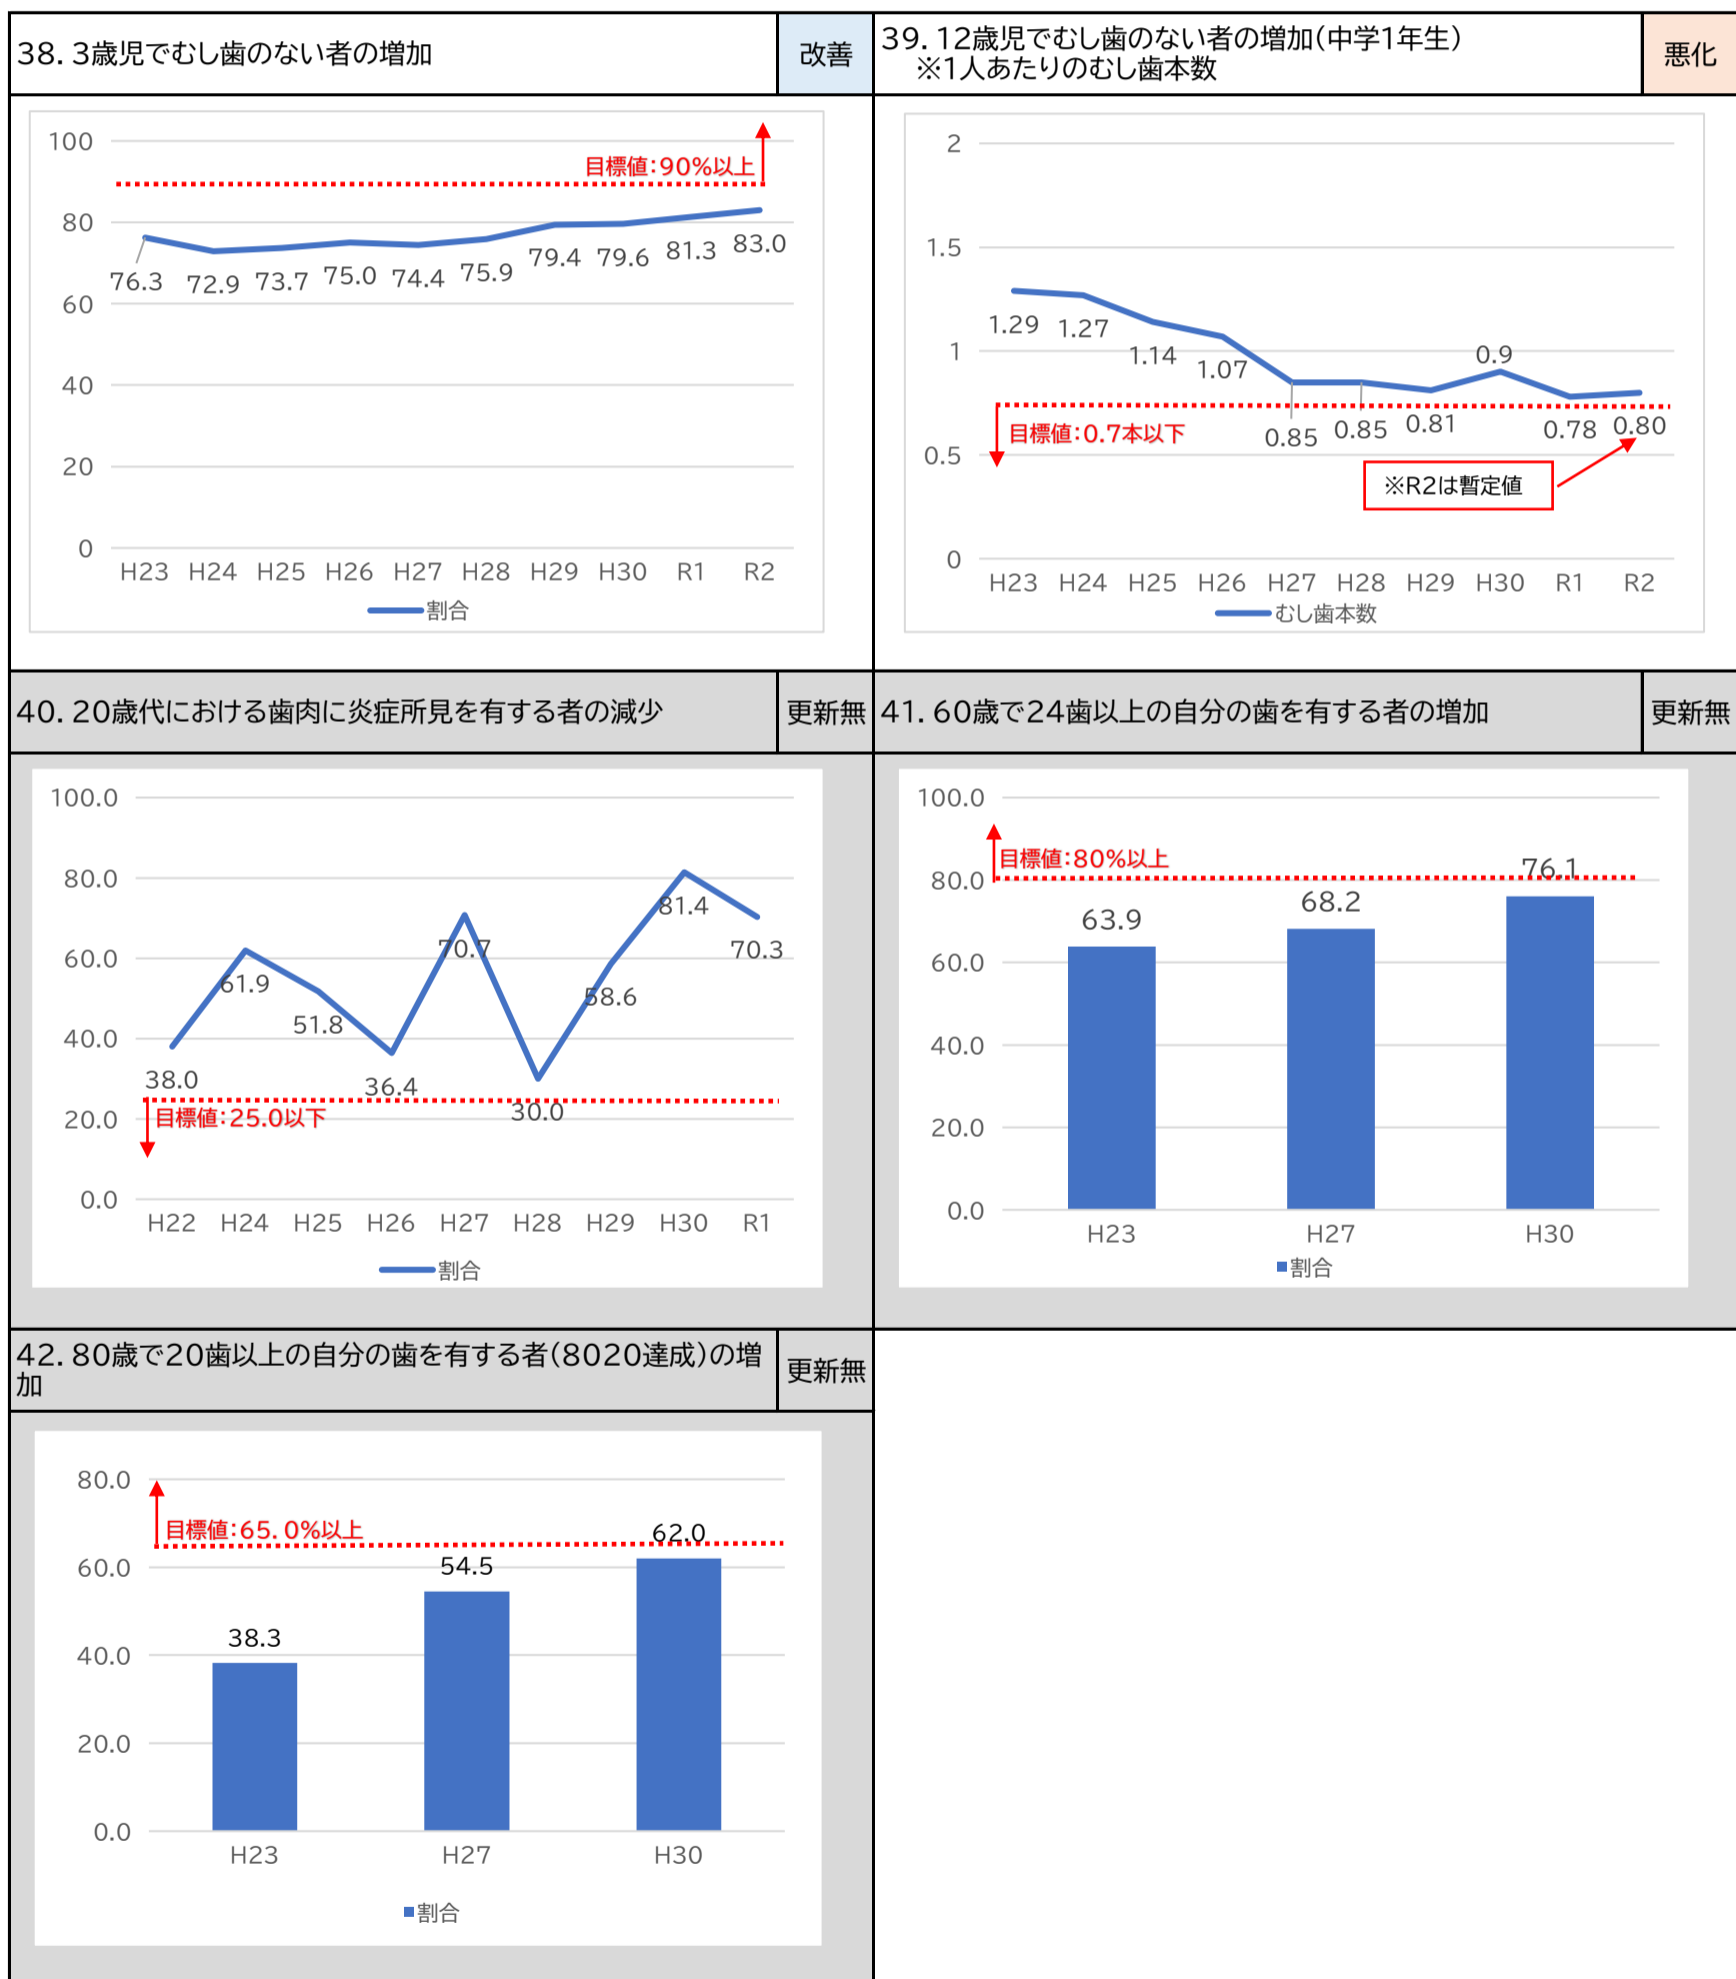 38．3歳児でむし歯のない者の増加
改善
100
80
60
40
20
0
目標値：90%以上
76.3
72.9
73.7
75.0
74.4
75.9
79.4
79.6
81.3
83.0
H23 H24 H25 H26 H27 H28 H29 H30 R1 R2
割合
39．12歳児でむし歯のない者の増加（中学1年生）
※1人あたりのむし歯本数
悪化
2
1.5
1
0.5
0
1.29
1.27
1.14
1.07
0.85
0.85
0.81
0.9
0.78
0.80
目標値：0.7本以下
※R2は暫定値
H23 H24 H25 H26 H27 H28 H29 H30 R1 R2
むし歯本数
40．20歳代における歯肉に炎症所見を有する者の減少
更新無
100.0
80.0
60.0
40.0
20.0
0.0
38.0
61.9
51.8
36.4
70.7
30.0
58.6
81.4
70.3
目標値：25.0以下
H22 H24 H25 H26 H27 H28 H29 H30 R1
割合
41．60歳で24歯以上の自分の歯を有する者の増加
更新無
100.0
80.0
60.0
40.0
20.0
0.0
目標値：80%以上
63.9
68.2
76.1
H23 H27 H30
割合
42．80歳で20歯以上の自分の歯を有する者（8020達成）の増
加
更新無
80.0
60.0
40.0
20.0
0.0
目標値：65．0%以上
38.3
54.5
62.0
H23 H27 H30
割合